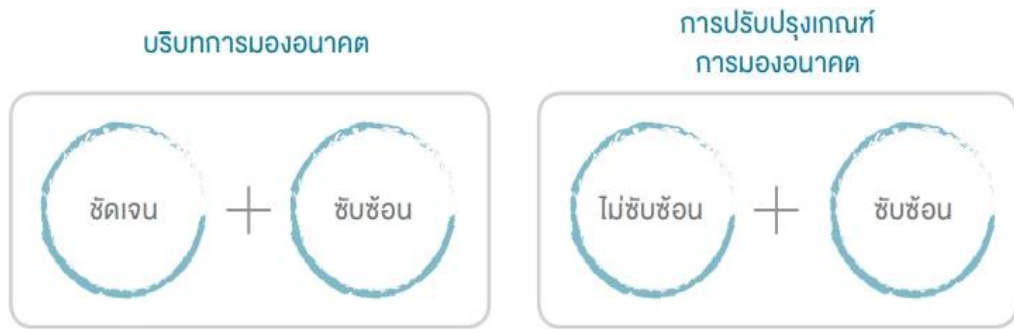 บริบทการมองอนาคต
การปรับปรุงเกณฑ์
การมองอนาคต
ชัดเจน + ซับซ้อน
ไม่ซับซ้อน + ซับซ้อน